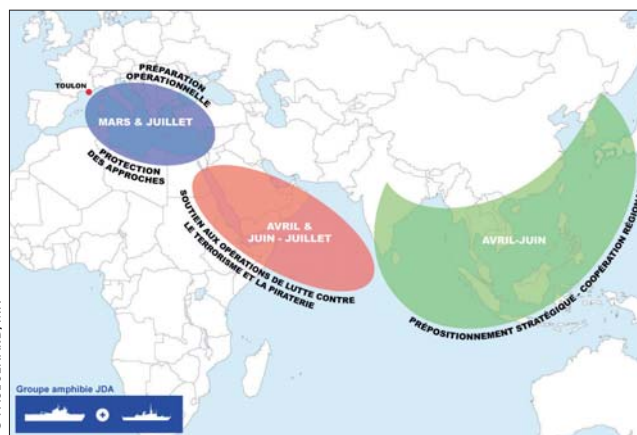 TOULON
PRÉPARATION
OPÉRATIONNELLE
MARS & JUILLET
PROTECTION
DES APPROCHES
AVRIL &
JUIN - JUILLET
SOUTIEN AUX OPÉRATIONS DE LUTTE CONTRE
LE TERRORISME ET LA PIRATERIE
AVRIL-JUIN
PRÉPOSITIONNEMENT STRATÉGIQUE - COOPÉRATION RÉGIONALE
Groupe amphibie JDA